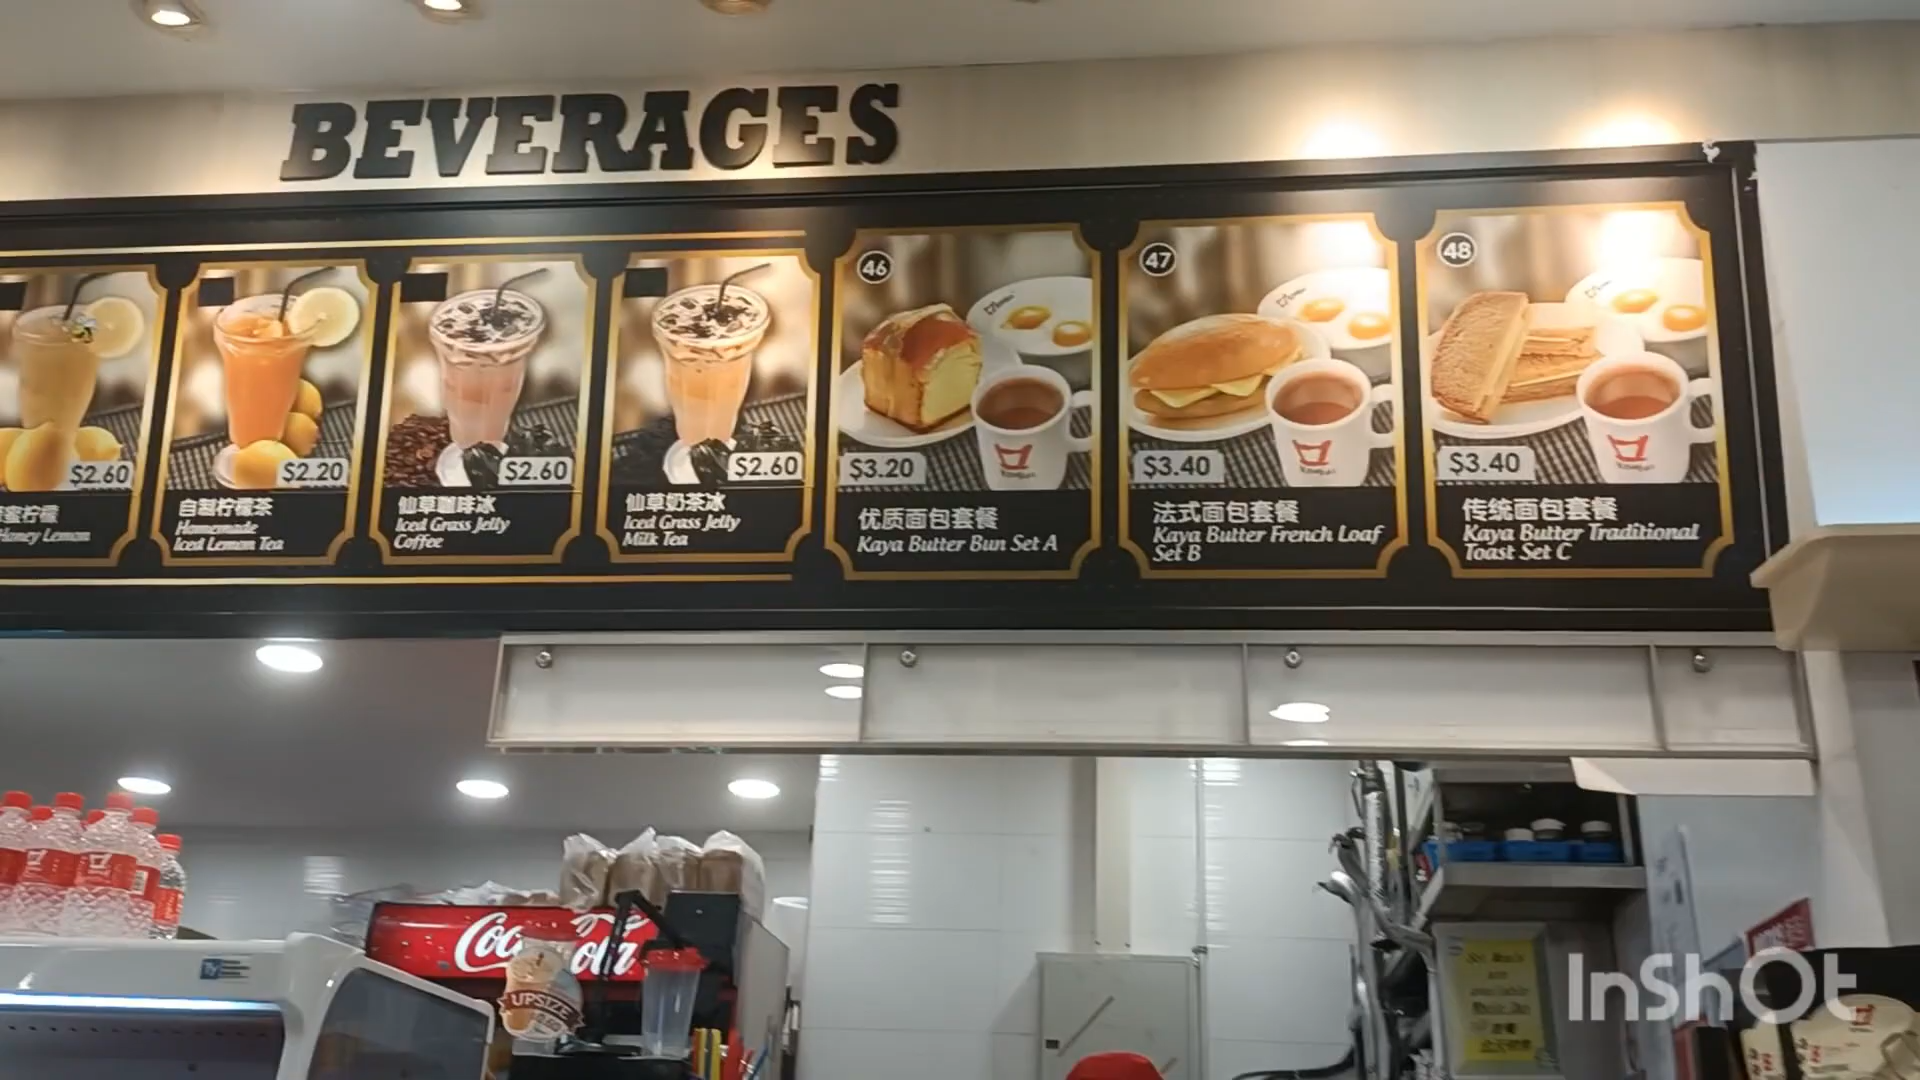 BEVERAGES
$2.60
蜜柠檬
Honey Lemon
$2.20
自制柠檬茶
Homemade
Iced Lemon Tea
$2.60
仙草咖啡冰
Iced Grass Jelly
Coffee
$2.60
仙草奶茶冰
Iced Grass Jelly
Milk Tea
46
$3.20
优质面包套餐
Kaya Butter Bun Set A
47
$3.40
法式面包套餐
Kaya Butter French Loaf
Set B
48
$3.40
传统面包套餐
Kaya Butter Traditional
Toast Set C
UPSIZE
InShOt